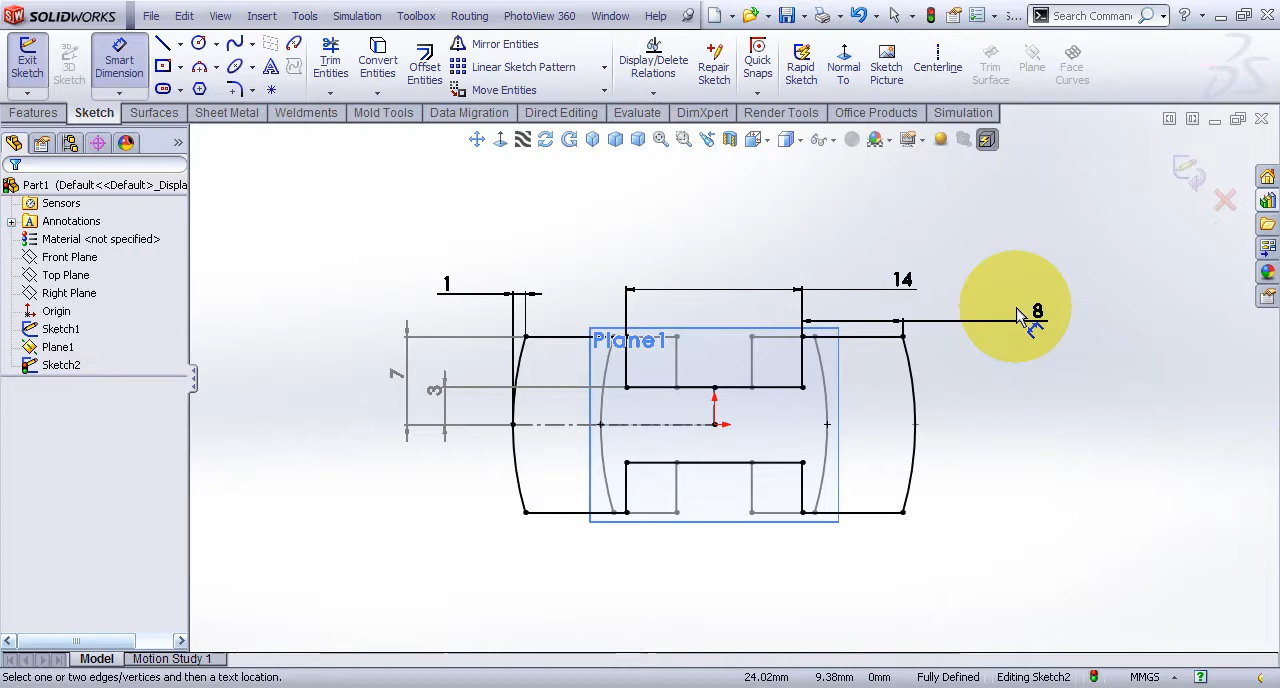 SOLIDWORKS File Edit View Insert Tools Simulation Toolbox Routing PhotoView 360 Window Help S... Search Comman
Exit Sketch
3D Sketch
Smart Dimension
Trim Entities
Convert Entities
Offset Entities
Mirror Entities
Linear Sketch Pattern
Move Entities
Display/Delete Relations
Repair Sketch
Quick Snaps
Rapid Sketch
Normal To
Sketch Picture
Centerline
Trim Surface
Plane
Face Curves
Features Sketch Surfaces Sheet Metal Weldments Mold Tools Data Migration Direct Editing Evaluate DimXpert Render Tools Office Products Simulation
Part1 (Default<<Default>_Displa
Sensors
Annotations
Material <not specified>
Front Plane
Top Plane
Right Plane
Origin
Sketch1
Plane1
Sketch2
1
14
8
Plane1
7
3
Model Motion Study 1
Select one or two edges/vertices and then a text location. 24.02mm 9.38mm 0mm Fully Defined Editing Sketch2 MMGS